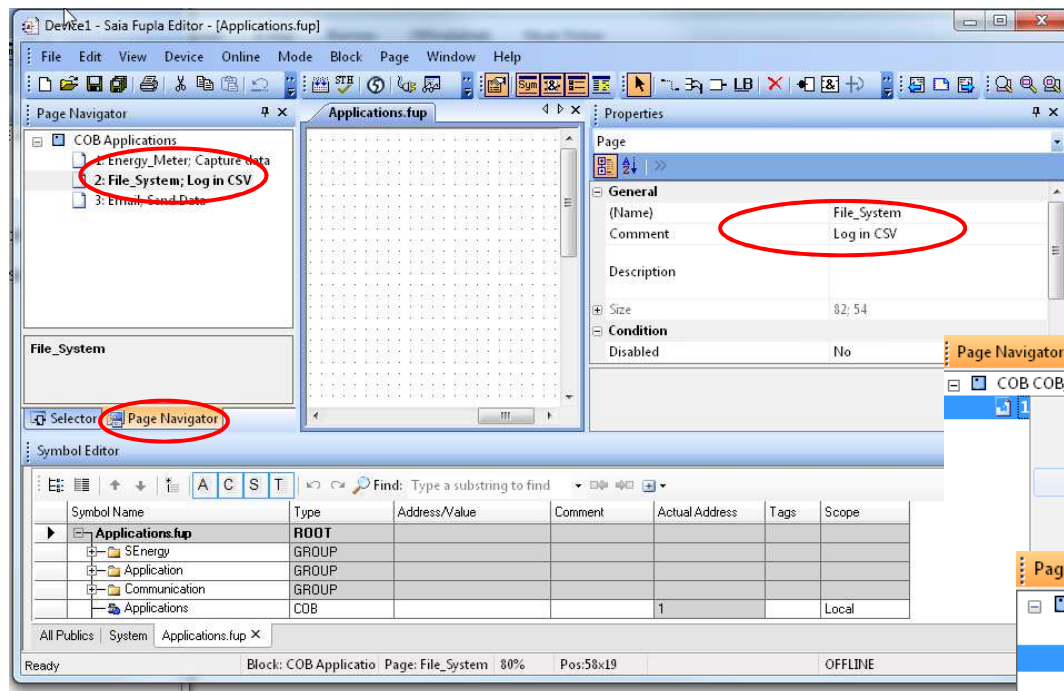 Device1 - Saia Fupla Editor - [Applications.fup]
File Edit View Device Online Mode Block Page Window Help
Sym LB
Page Navigator
COB Applications
1: Energy_Meter; Capture data
2: File_System; Log in CSV
3: Email; Send Data
File_System
Selector Page Navigator
Applications.fup
Properties
Page
General
(Name) File_System
Comment Log in CSV
Description
Size 82; 54
Condition
Disabled No
Page Navigator
COB COB
1
Pag
Symbol Editor
A C S T Find: Type a substring to find
Symbol Name Type Address/Value Comment Actual Address Tags Scope
Applications.fup ROOT
SEnergy GROUP
Application GROUP
Communication GROUP
Applications COB 1 Local
All Publics System Applications.fup
Ready Block: COB Applicatio Page: File_System 80% Pos:58x19 OFFLINE